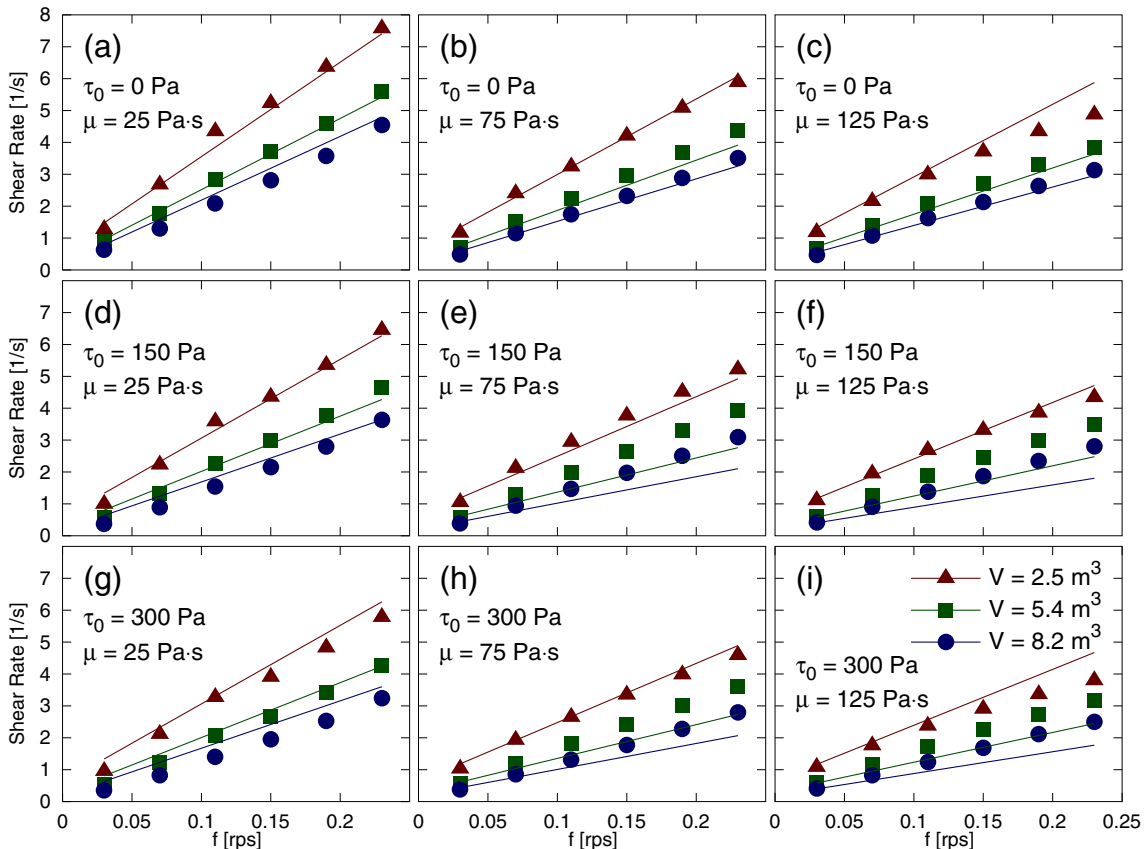 (a)
τ0 = 0 Pa
μ = 25 Pa·s
(b)
τ0 = 0 Pa
μ = 75 Pa·s
(c)
τ0 = 0 Pa
μ = 125 Pa·s
Shear Rate [1/s]
8
7
6
5
4
3
2
1
0
(d)
τ0 = 150 Pa
μ = 25 Pa·s
(e)
τ0 = 150 Pa
μ = 75 Pa·s
(f)
τ0 = 150 Pa
μ = 125 Pa·s
Shear Rate [1/s]
7
6
5
4
3
2
1
0
(g)
τ0 = 300 Pa
μ = 25 Pa·s
(h)
τ0 = 300 Pa
μ = 75 Pa·s
(i)
V = 2.5 m³
V = 5.4 m³
V = 8.2 m³
τ0 = 300 Pa
μ = 125 Pa·s
Shear Rate [1/s]
7
6
5
4
3
2
1
0
0 0.05 0.1 0.15 0.2
0 0.05 0.1 0.15 0.2
0 0.05 0.1 0.15 0.2 0.25
f [rps]
f [rps]
f [rps]